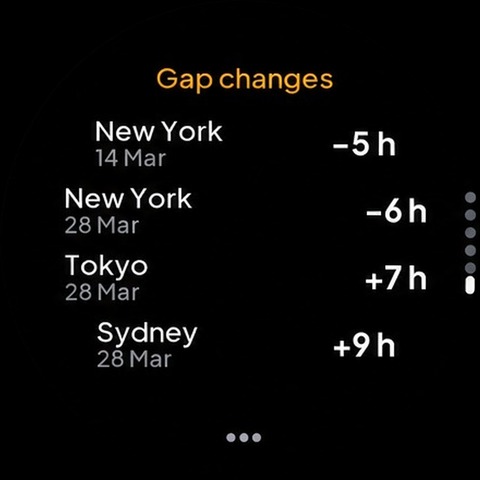 Gap changes
New York
14 Mar
–5 h
New York
28 Mar
–6 h
Tokyo
28 Mar
+7 h
Sydney
28 Mar
+9 h